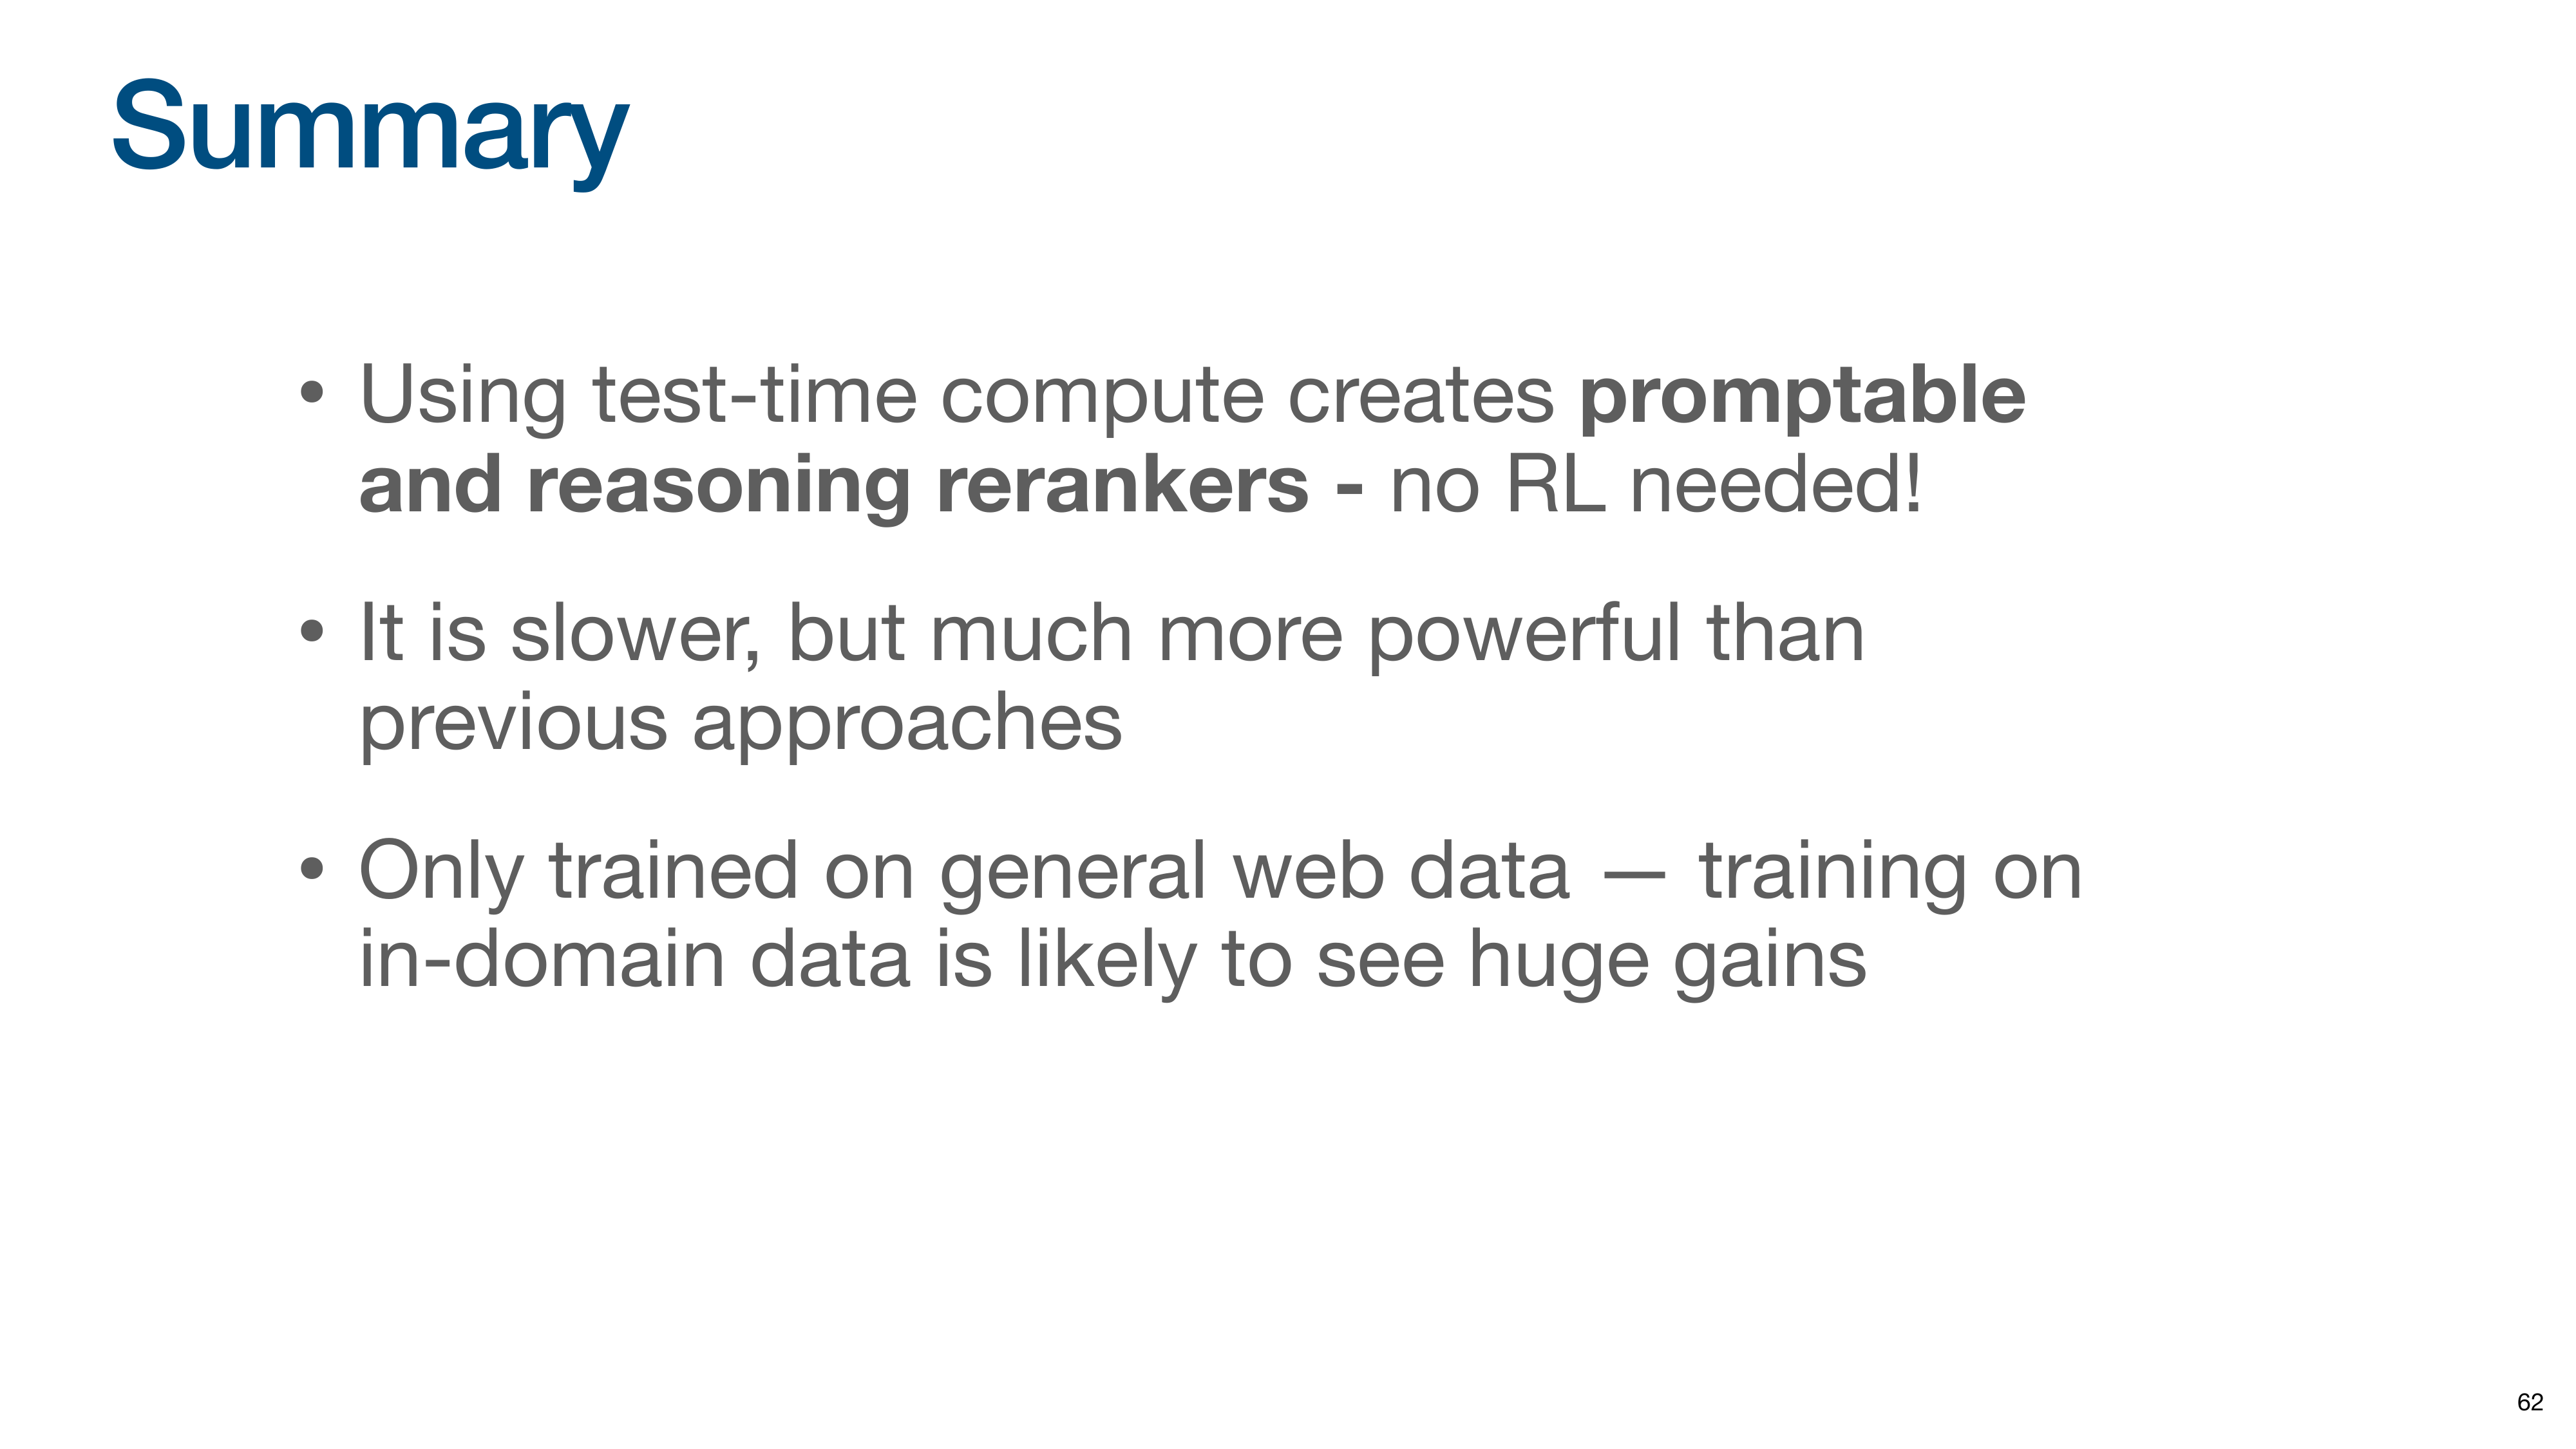 Summary
• Using test-time compute creates promptable
and reasoning rerankers - no RL needed!
• It is slower, but much more powerful than
previous approaches
• Only trained on general web data — training on
in-domain data is likely to see huge gains
62